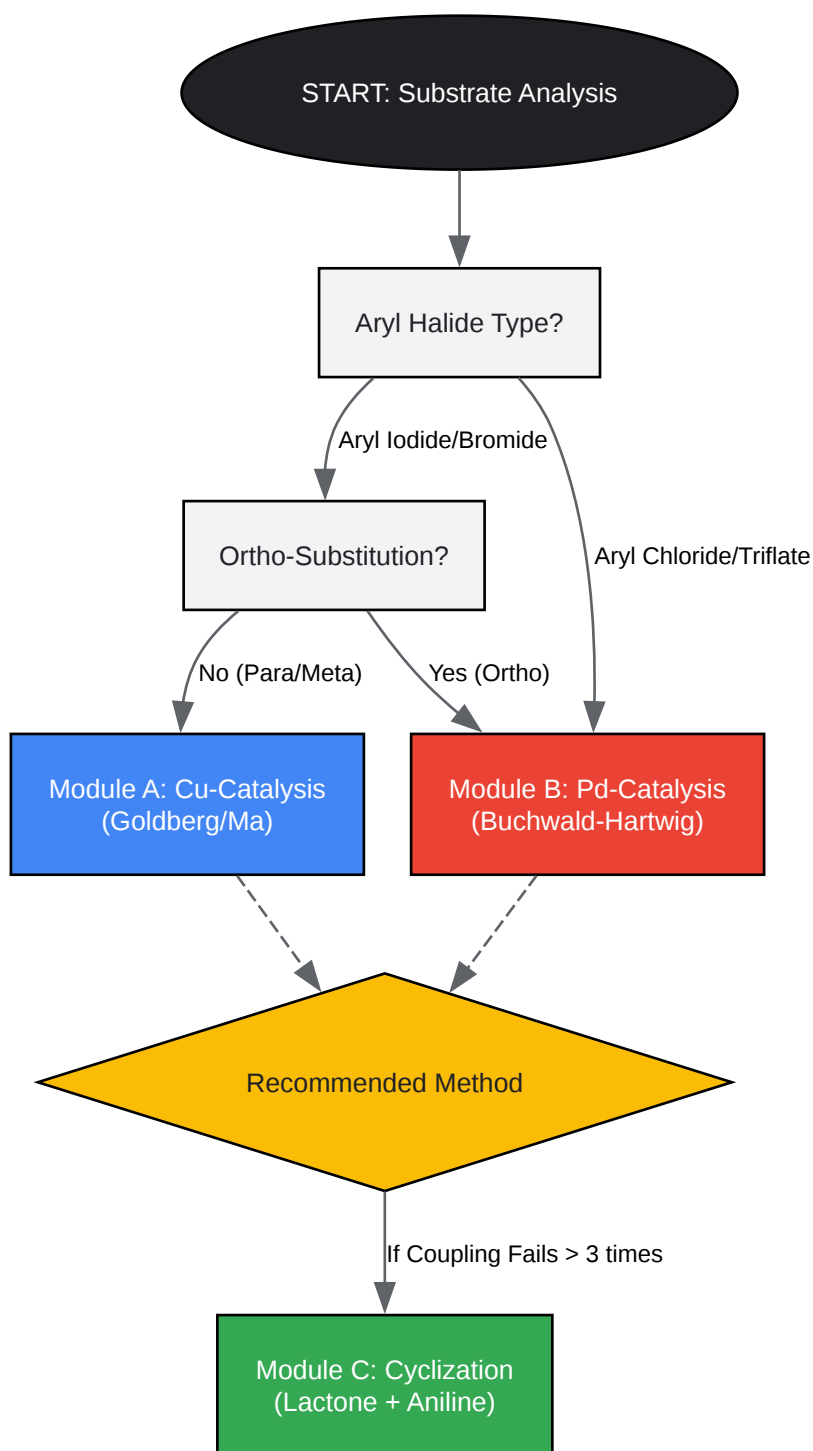 START: Substrate Analysis
Aryl Halide Type?
Aryl Iodide/Bromide
Ortho-Substitution?
Aryl Chloride/Triflate
No (Para/Meta)
Yes (Ortho)
Module A: Cu-Catalysis
(Goldberg/Ma)
Module B: Pd-Catalysis
(Buchwald-Hartwig)
Recommended Method
If Coupling Fails > 3 times
Module C: Cyclization
(Lactone + Aniline)